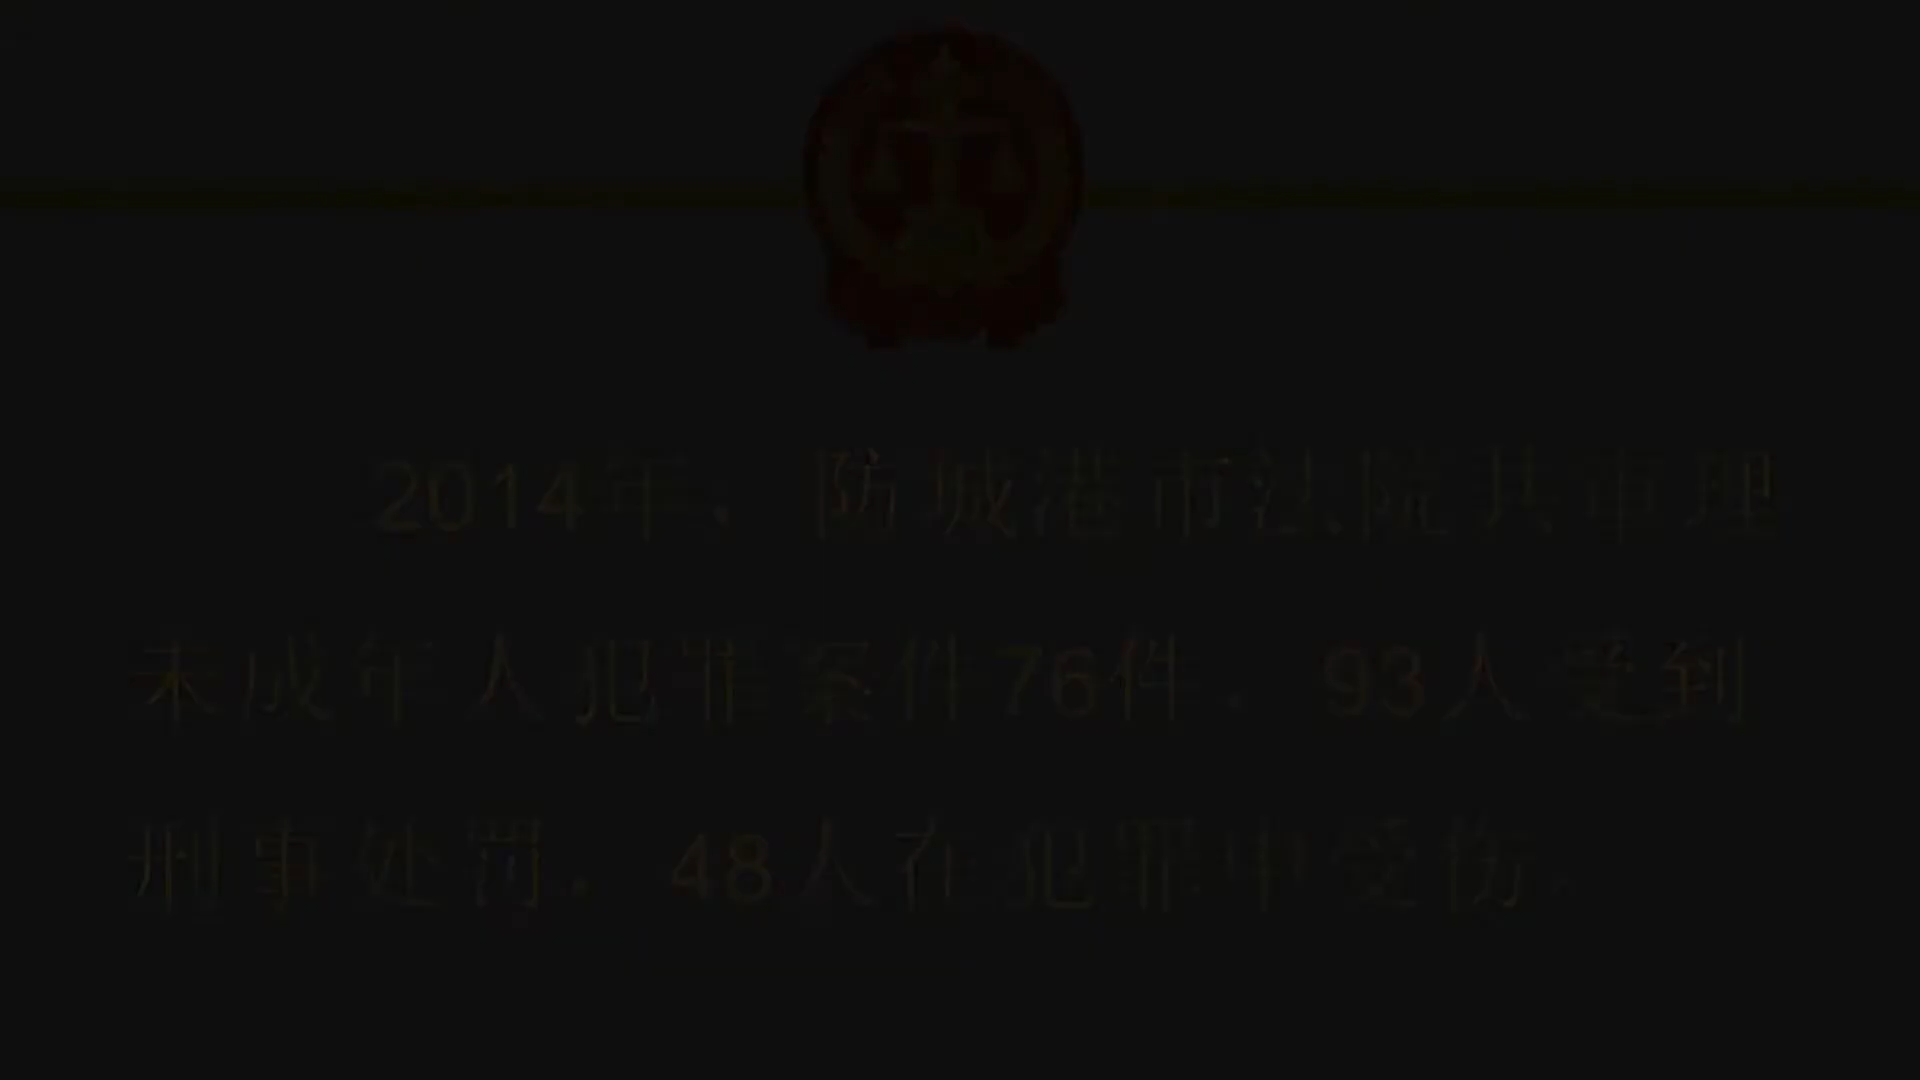 2014年，防城港市法院共审理
未成年人犯罪案件76件，93人受到
刑事处罚，48人在犯罪中受伤。